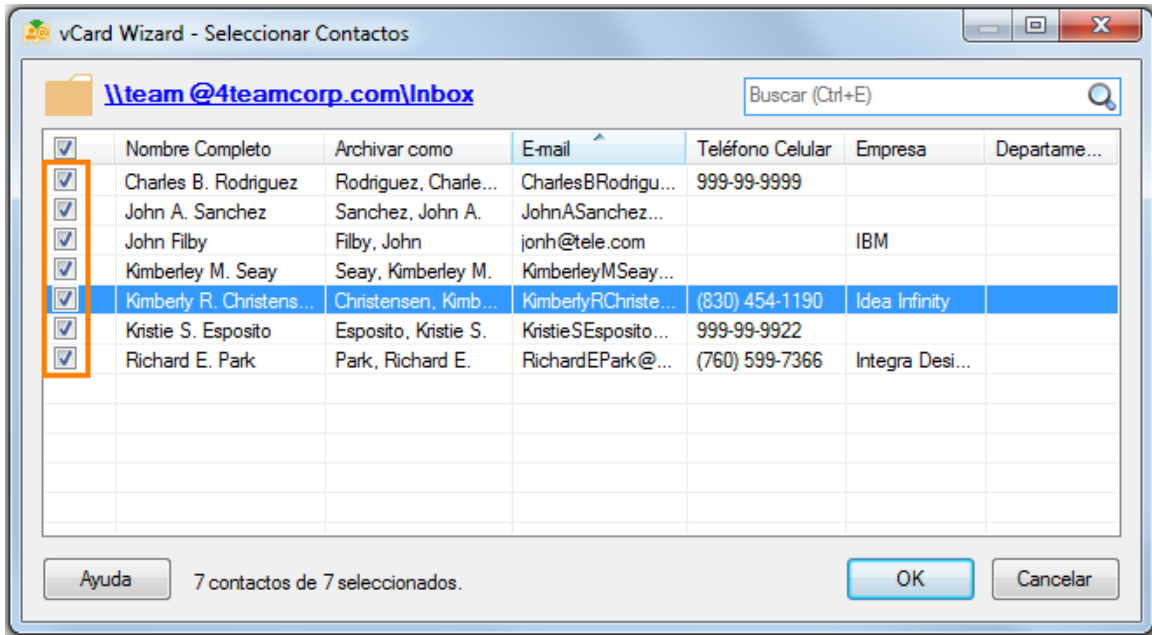 vCard Wizard - Seleccionar Contactos
\\team @4teamcorp.com\Inbox
Buscar (Ctrl+E)
Nombre Completo Archivar como E-mail Teléfono Celular Empresa Departame...
Charles B. Rodriguez Rodriguez, Charle... CharlesBRodrigu... 999-99-9999
John A. Sanchez Sanchez, John A. JohnASanchez...
John Filby Filby, John jonh@tele.com IBM
Kimberley M. Seay Seay, Kimberley M. KimberleyMSeay...
Kimberly R. Christens... Christensen, Kimb... KimberlyRChriste... (830) 454-1190 Idea Infinity
Kristie S. Esposito Esposito, Kristie S. KristieSEsposito... 999-99-9922
Richard E. Park Park, Richard E. RichardEPark@... (760) 599-7366 Integra Desi...
Ayuda 7 contactos de 7 seleccionados. OK Cancelar